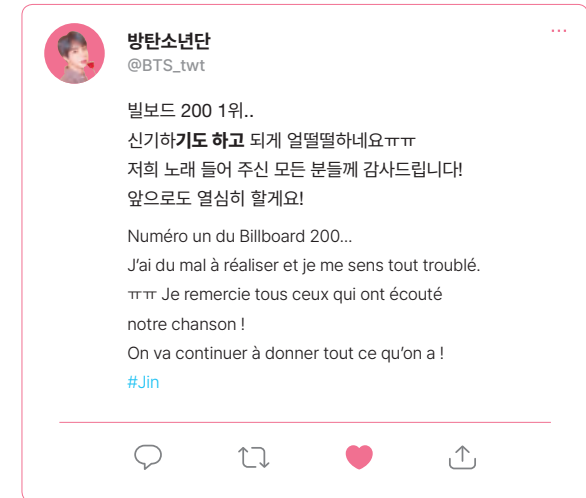 방탄소년단
@BTS_twt
빌보드 200 1위..
신기하기도 하고 되게 얼떨떨하네요ㅠㅠ
저희 노래 들어 주신 모든 분들께 감사드립니다!
앞으로도 열심히 할게요!
Numéro un du Billboard 200...
J'ai du mal à réaliser et je me sens tout troublé.
ㅠㅠ Je remercie tous ceux qui ont écouté
notre chanson !
On va continuer à donner tout ce qu'on a !
#Jin